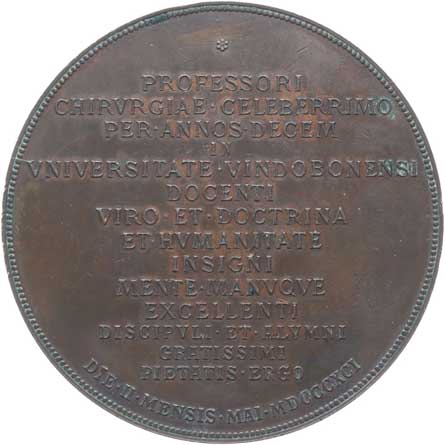 PROFESSORI
CHIRVRGIAE · CELEBERRIMO
PER · ANNOS · DECEM
IN
VNIVERSITATE · VINDOBONENSI
DOCENTI
VIRO · ET · DOCTRINA
ET · HVMANITATE
INSIGNI
MENTE · MANVQVE
EXCELLENTI
DISCIPVLI · ET · ALVMNI
GRATISSIMI
PIETATIS · ERGO
DIE · II · MENSIS · MAI · MDCCCXCI